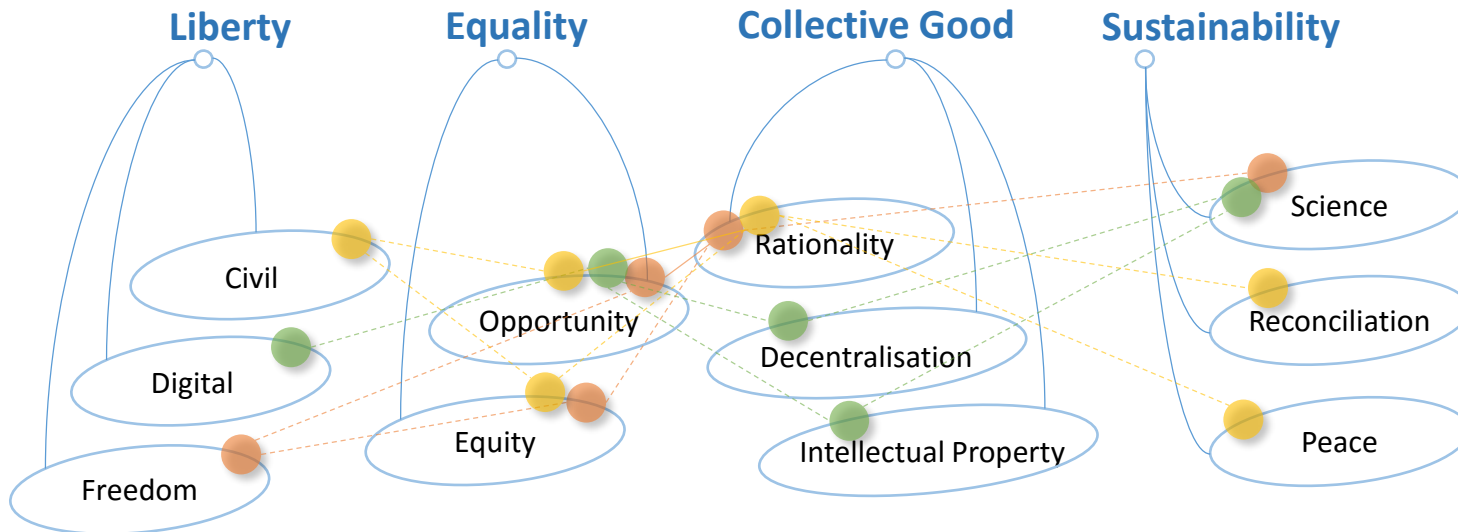 Liberty
Equality
Collective Good
Sustainability
Science
Rationality
Civil
Opportunity
Reconciliation
Decentralisation
Digital
Equity
Intellectual Property
Peace
Freedom